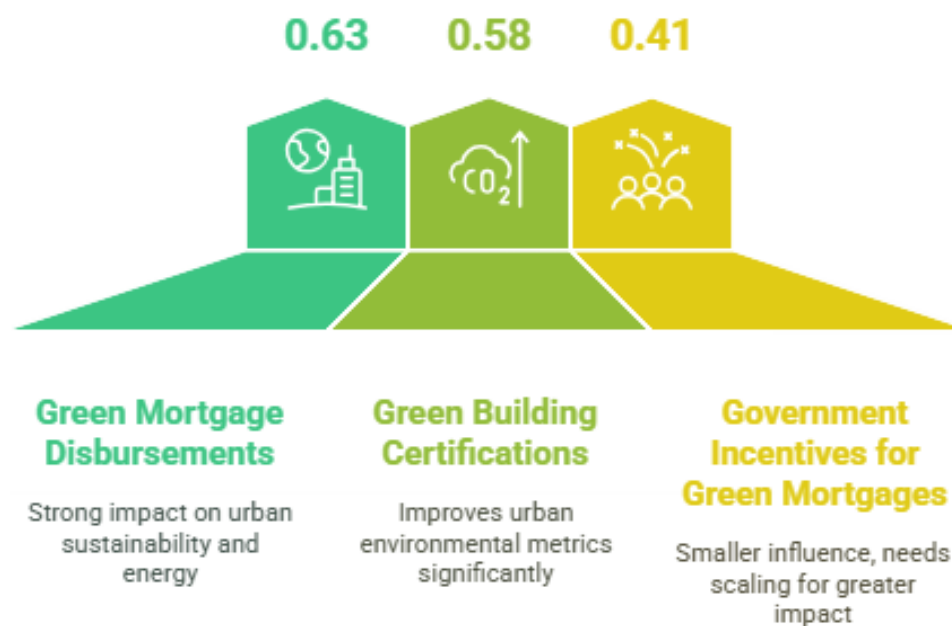 0.63
0.58
0.41
CO2
Green Mortgage
Disbursements
Strong impact on urban
sustainability and
energy
Green Building
Certifications
Improves urban
environmental metrics
significantly
Government
Incentives for
Green Mortgages
Smaller influence, needs
scaling for greater
impact